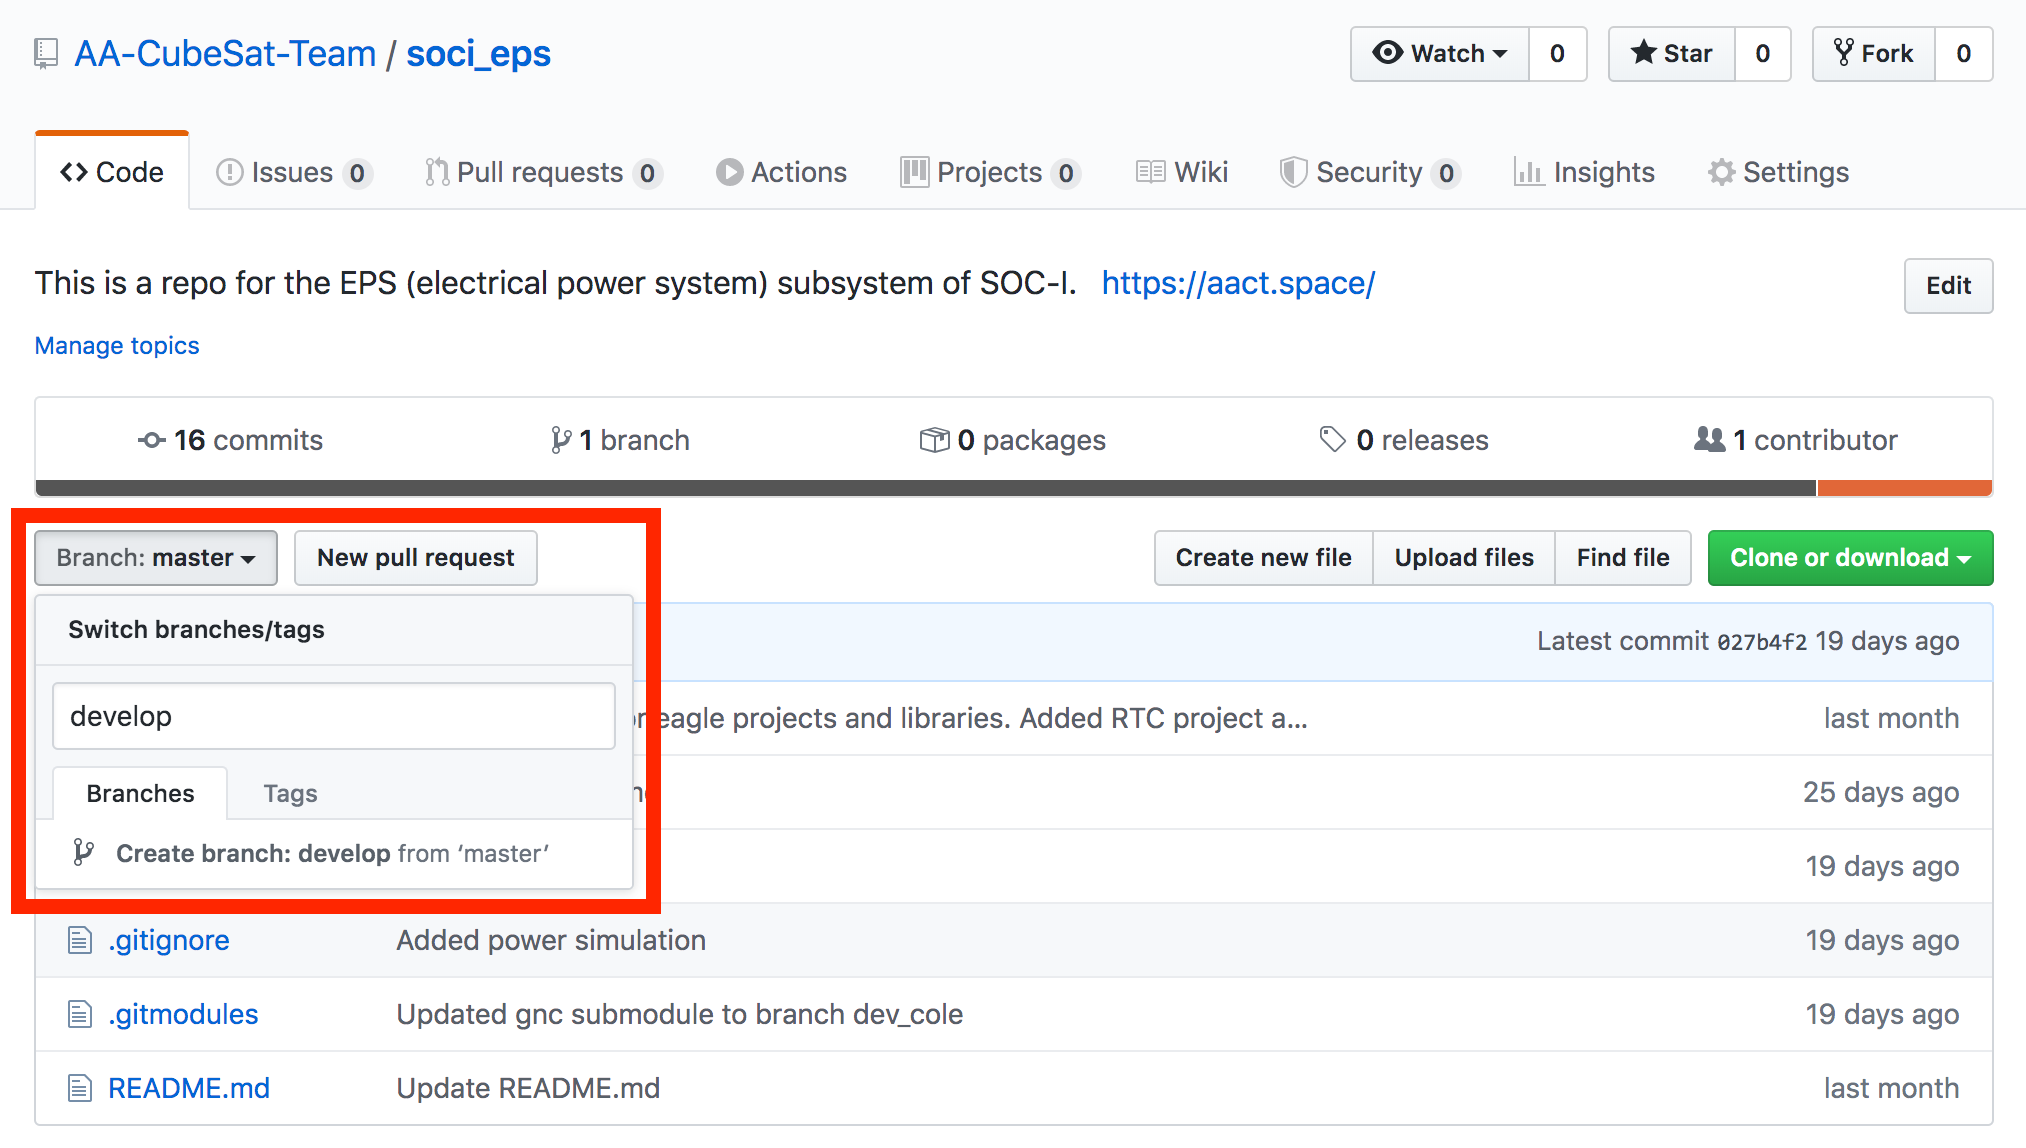 AA-CubeSat-Team / soci_eps
Watch 0 Star 0 Fork 0
Code Issues 0 Pull requests 0 Actions Projects 0 Wiki Security 0 Insights Settings
This is a repo for the EPS (electrical power system) subsystem of SOC-I. https://aact.space/
Edit
Manage topics
16 commits 1 branch 0 packages 0 releases 1 contributor
Branch: master New pull request Create new file Upload files Find file Clone or download
Switch branches/tags
Latest commit 027b4f2 19 days ago
develop
eagle projects and libraries. Added RTC project a... last month
Branches Tags
25 days ago
Create branch: develop from ‘master’
19 days ago
.gitignore Added power simulation 19 days ago
.gitmodules Updated gnc submodule to branch dev_cole 19 days ago
README.md Update README.md last month